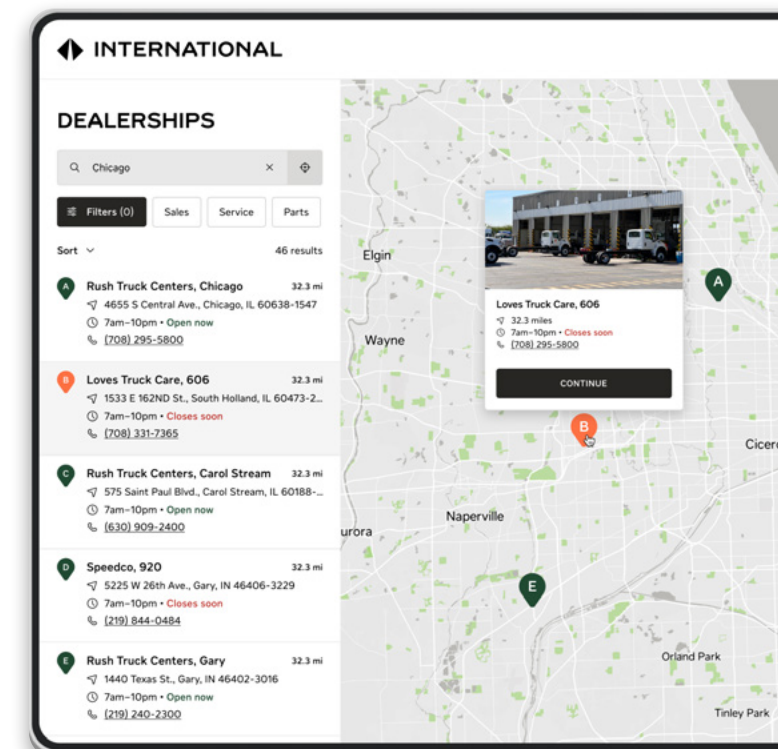 INTERNATIONAL
DEALERSHIPS
Chicago
Filters (0) Sales Service Parts
Sort 46 results
A Rush Truck Centers, Chicago 32.3 mi
4655 S Central Ave., Chicago, IL 60638-1547
7am–10pm • Open now
(708) 295-5800
B Loves Truck Care, 606 32.3 mi
1533 E 162ND St., South Holland, IL 60473-2...
7am–10pm • Closes soon
(708) 331-7365
C Rush Truck Centers, Carol Stream 32.3 mi
575 Saint Paul Blvd., Carol Stream, IL 60188-...
7am–10pm • Open now
(630) 909-2400
D Speedco, 920 32.3 mi
5225 W 26th Ave., Gary, IN 46406-3229
7am–10pm • Closes soon
(219) 844-0484
E Rush Truck Centers, Gary 32.3 mi
1440 Texas St., Gary, IN 46402-3016
7am–10pm • Open now
(219) 240-2300
Elgin
Wayne
Loves Truck Care, 606
32.3 miles
7am–10pm • Closes soon
(708) 295-5800
CONTINUE
A
B
Cicero
Naperville
urora
E
Orland Park
Tinley Park